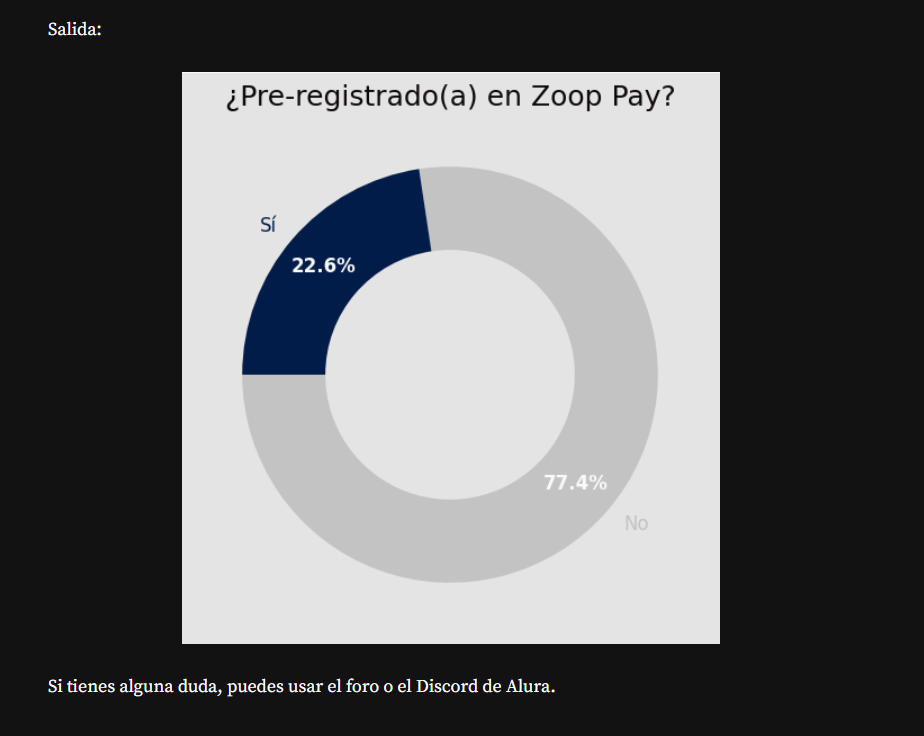 Salida:
¿Pre-registrado(a) en Zoop Pay?
Sí
22.6%
77.4%
No
Si tienes alguna duda, puedes usar el foro o el Discord de Alura.